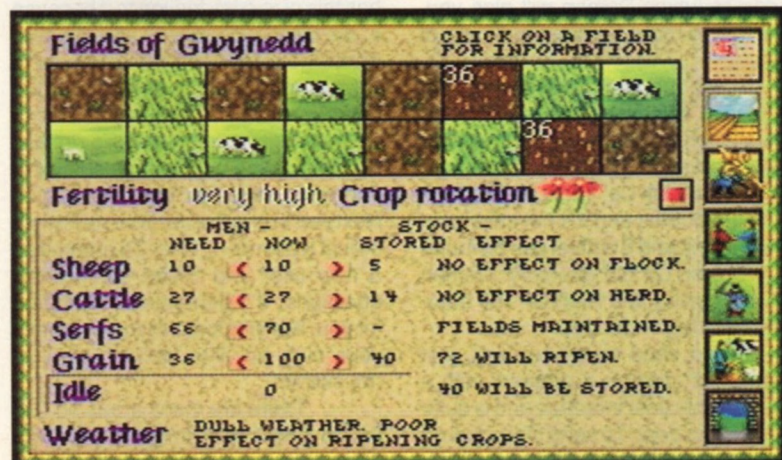 Fields of Gwynedd
CLICK ON A FIELD
FOR INFORMATION.
36
36
Fertility very high Crop rotation
MEN - STOCK -
NEED NOW STORED EFFECT
Sheep 10 < 10 > 5 NO EFFECT ON FLOCK.
Cattle 27 < 27 > 14 NO EFFECT ON HERD.
Serfs 66 < 70 > - FIELDS MAINTAINED.
Grain 36 < 100 > 40 72 WILL RIPEN.
Idle 0 40 WILL BE STORED.
Weather DULL WEATHER. POOR
EFFECT ON RIPENING CROPS.